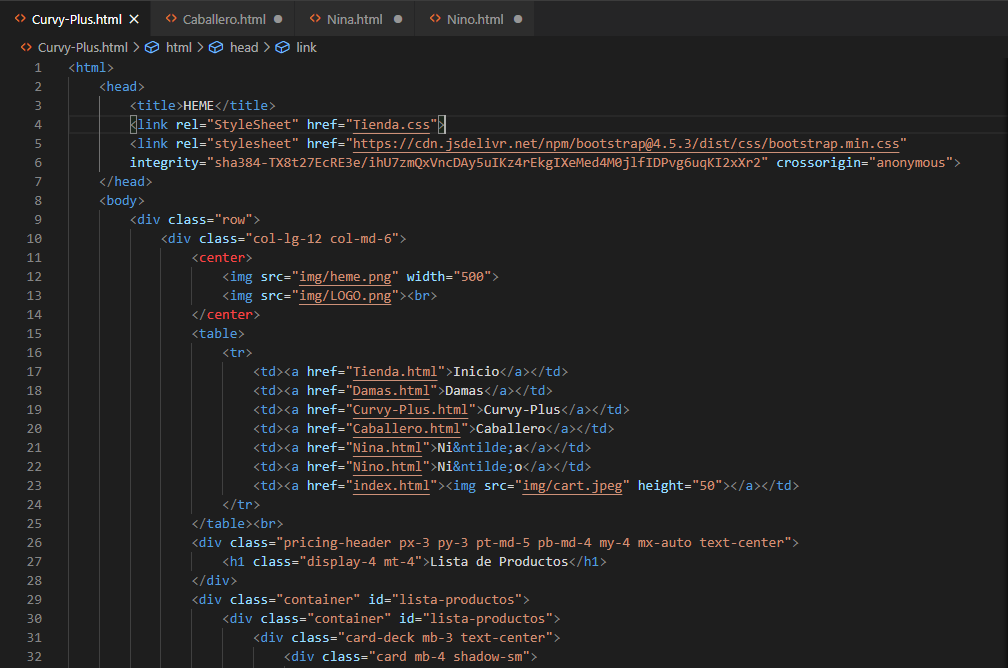 Curvy-Plus.html Caballero.html Nina.html Nino.html
Curvy-Plus.html > html > head > link
1 <html>
2 <head>
3 <title>HEME</title>
4 <link rel="StyleSheet" href="Tienda.css">
5 <link rel="stylesheet" href="https://cdn.jsdelivr.net/npm/bootstrap@4.5.3/dist/css/bootstrap.min.css"
6 integrity="sha384-TX8t27EcRE3e/ihU7zmQxVncDAy5uIKz4rEkgIXeMed4M0jlfIDPvg6uqKI2xXr2" crossorigin="anonymous">
7 </head>
8 <body>
9 <div class="row">
10 <div class="col-lg-12 col-md-6">
11 <center>
12 <img src="img/heme.png" width="500">
13 <img src="img/LOGO.png"><br>
14 </center>
15 <table>
16 <tr>
17 <td><a href="Tienda.html">Inicio</a></td>
18 <td><a href="Damas.html">Damas</a></td>
19 <td><a href="Curvy-Plus.html">Curvy-Plus</a></td>
20 <td><a href="Caballero.html">Caballero</a></td>
21 <td><a href="Nina.html">Ni&ntilde;a</a></td>
22 <td><a href="Nino.html">Ni&ntilde;o</a></td>
23 <td><a href="index.html"><img src="img/cart.jpeg" height="50"></a></td>
24 </tr>
25 </table><br>
26 <div class="pricing-header px-3 py-3 pt-md-5 pb-md-4 my-4 mx-auto text-center">
27 <h1 class="display-4 mt-4">Lista de Productos</h1>
28 </div>
29 <div class="container" id="lista-productos">
30 <div class="container" id="lista-productos">
31 <div class="card-deck mb-3 text-center">
32 <div class="card mb-4 shadow-sm">